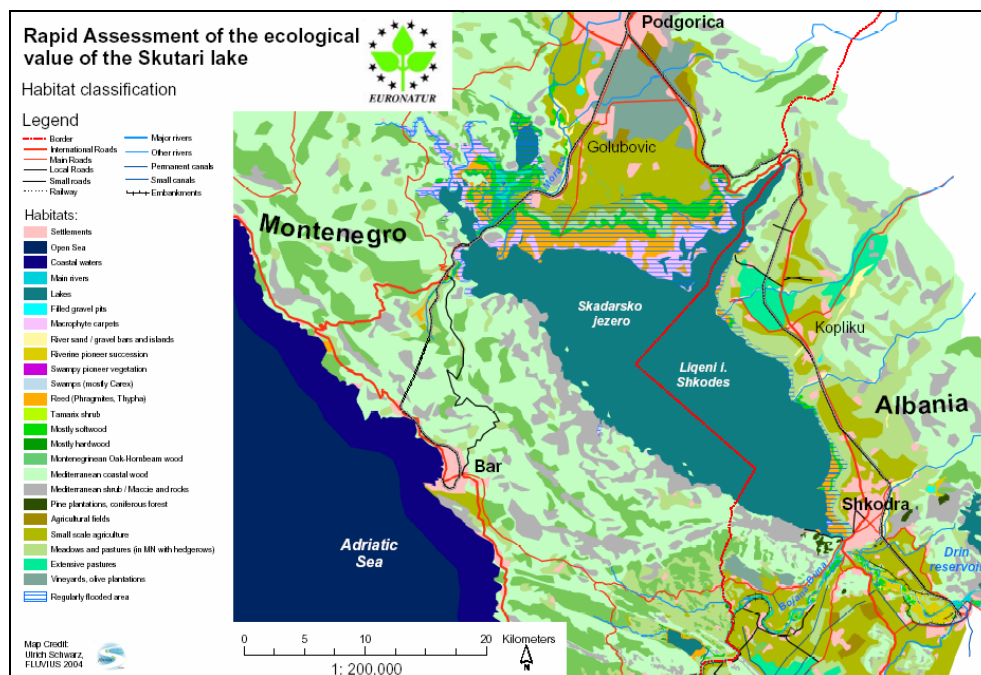 Rapid Assessment of the ecological
value of the Skutari lake
Habitat classification
EURONATUR
Legend
Border
International Roads
Main Roads
Local Roads
Small roads
Railway
Major rivers
Other rivers
Permanent canals
Small canals
Embankments
Habitats:
Settlements
Open Sea
Coastal waters
Main rivers
Lakes
Filled gravel pits
Macrophyte carpets
River sand / gravel bars and islands
Riverine pioneer succession
Swampy pioneer vegetation
Swamps (mostly Carex)
Reed (Phragmites, Thypha)
Tamarix shrub
Mostly softwood
Mostly hardwood
Montenegrinean Oak-Hornbeam wood
Mediterranean coastal wood
Mediterranean shrub / Maccie and rocks
Pine plantations, coniferous forest
Agricultural fields
Small scale agriculture
Meadows and pastures (in MN with hedgerows)
Extensive pastures
Vineyards, olive plantations
Regularly flooded area
Map Credit:
Ulrich Schwarz,
FLUVIUS 2004
Podgorica
Golubovic
Moraca
Montenegro
Skadarsko
jezero
Liqeni i.
Shkodes
Kopliku
Albania
Bar
Shkodra
Adriatic
Sea
Drin
reservoir
Bojana-Buna
0 5 10 20 Kilometers
1: 200.000
N